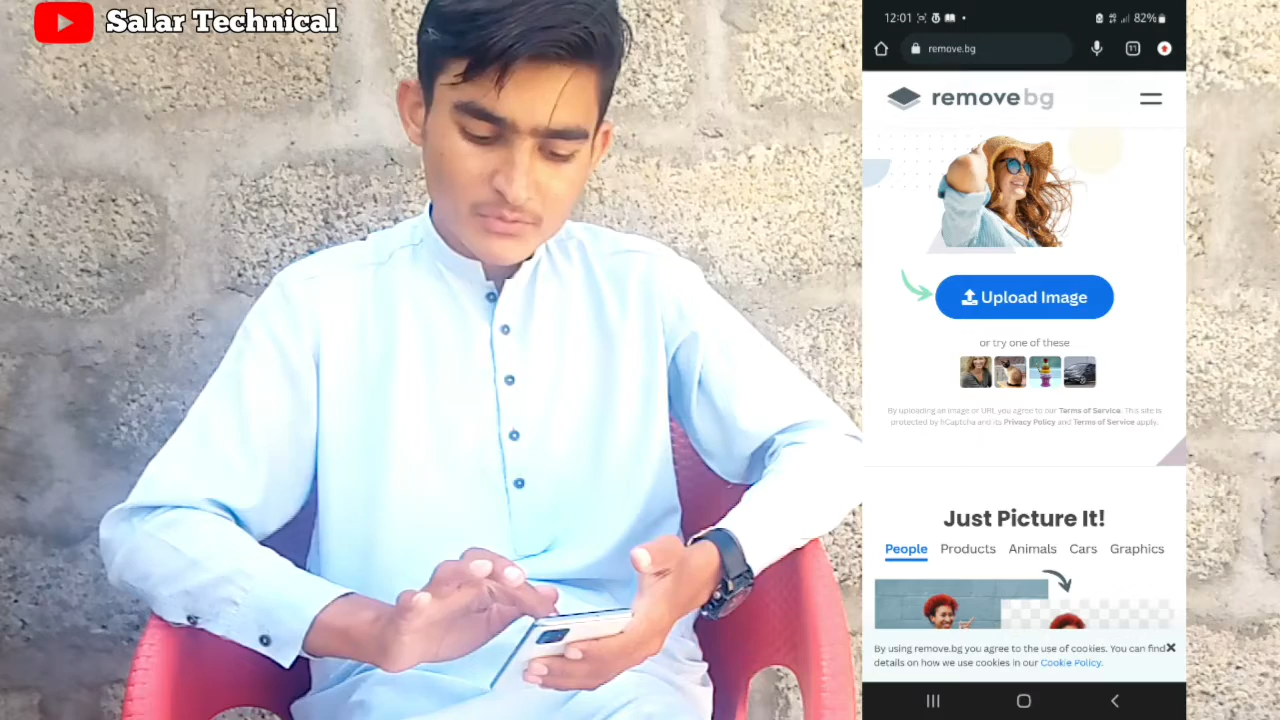 Salar Technical
12:01
82%
remove.bg
11
removebg
Upload Image
or try one of these
By uploading an image or URL you agree to our Terms of Service. This site is
protected by hCaptcha and its Privacy Policy and Terms of Service apply.
Just Picture It!
People Products Animals Cars Graphics
By using remove.bg you agree to the use of cookies. You can find
details on how we use cookies in our Cookie Policy.